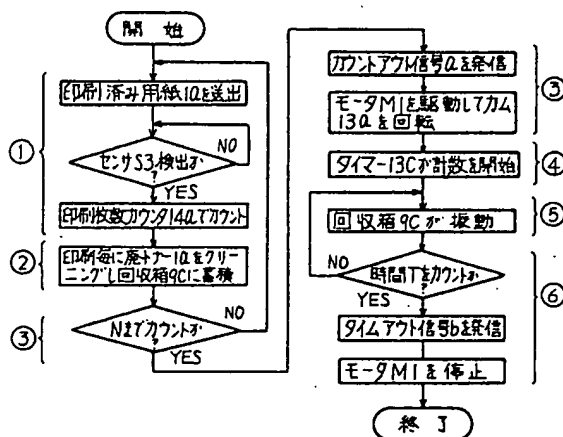 開始
①
印刷済み用紙1aを送出
センサS3検出か?
NO
YES
印刷枚数カウンタ14aでカウント
②
印刷毎に廃トナー1aをクリー
ニングし回収箱9Cに蓄積
③
Nまでカウントか?
NO
YES
カウントアウト信号aを発信
③
モータM1を駆動してカム
13aを回転
タイマー13Cが計数を開始
④
回収箱9Cが振動
⑤
NO
時間Tをカウントか?
⑥
YES
タイムアウト信号bを発信
モータM1を停止
終了